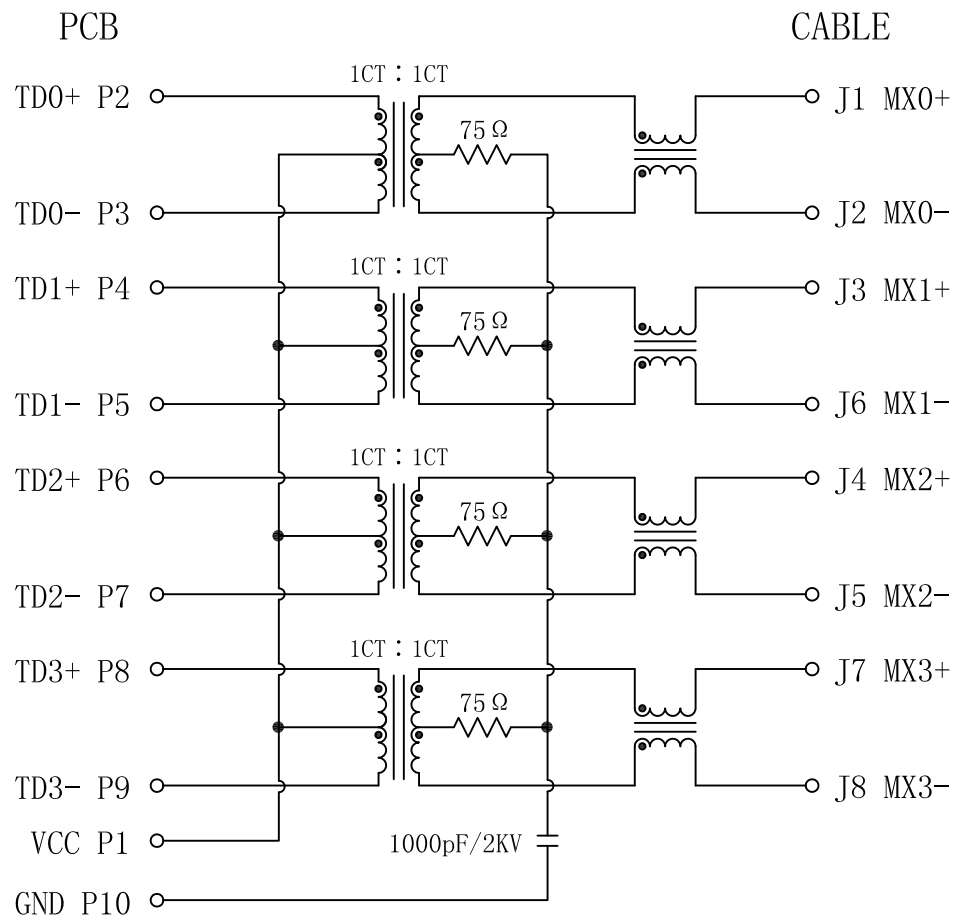 PCB CABLE
1CT：1CT
TD0+ P2 J1 MX0+
75Ω
TD0- P3 J2 MX0-
1CT：1CT
TD1+ P4 J3 MX1+
75Ω
TD1- P5 J6 MX1-
1CT：1CT
TD2+ P6 J4 MX2+
75Ω
TD2- P7 J5 MX2-
1CT：1CT
TD3+ P8 J7 MX3+
75Ω
TD3- P9 J8 MX3-
VCC P1 1000pF/2KV
GND P10